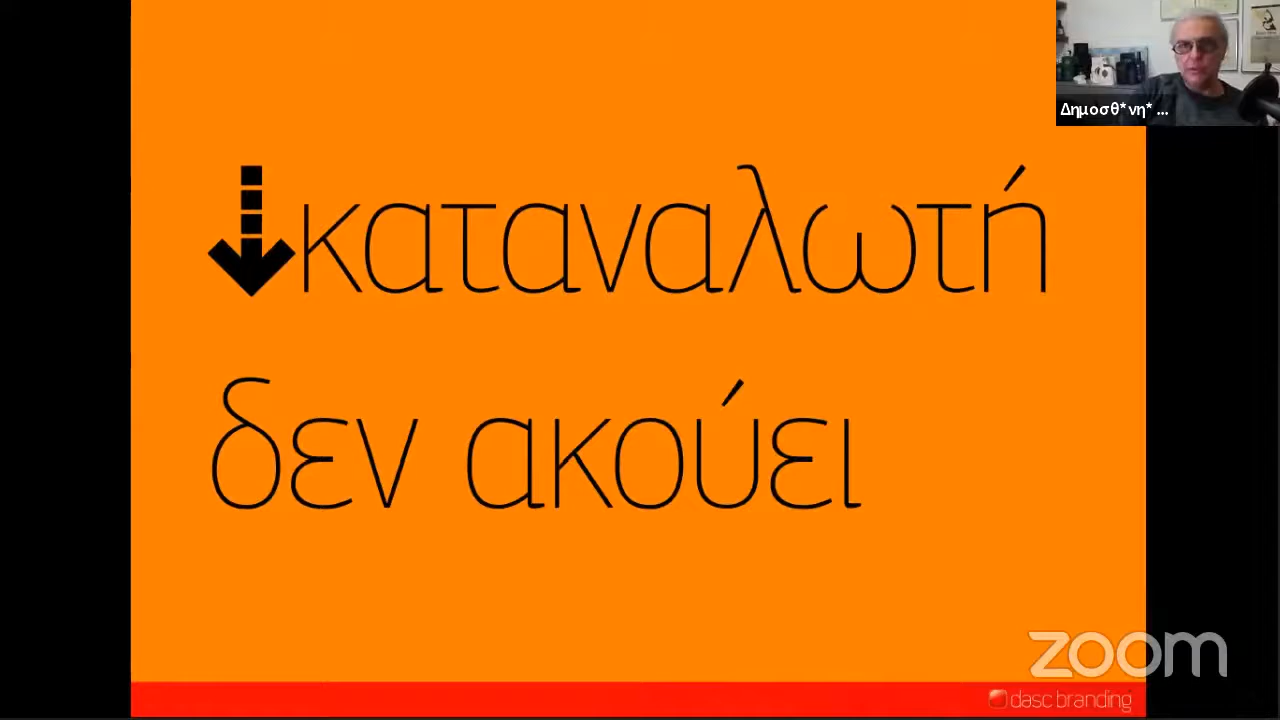 Δημοσθ*νη* ...
καταναλωτή
δεν ακούει
zoom
dasc branding